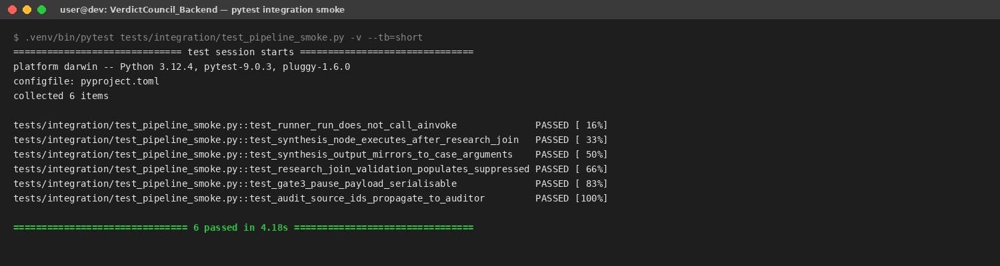 user@dev: VerdictCouncil_Backend — pytest integration smoke
$ .venv/bin/pytest tests/integration/test_pipeline_smoke.py -v --tb=short
============================== test session starts ===============================
platform darwin -- Python 3.12.4, pytest-9.0.3, pluggy-1.6.0
configfile: pyproject.toml
collected 6 items
tests/integration/test_pipeline_smoke.py::test_runner_run_does_not_call_ainvoke              PASSED [ 16%]
tests/integration/test_pipeline_smoke.py::test_synthesis_node_executes_after_research_join   PASSED [ 33%]
tests/integration/test_pipeline_smoke.py::test_synthesis_output_mirrors_to_case_arguments    PASSED [ 50%]
tests/integration/test_pipeline_smoke.py::test_research_join_validation_populates_suppressed PASSED [ 66%]
tests/integration/test_pipeline_smoke.py::test_gate3_pause_payload_serialisable              PASSED [ 83%]
tests/integration/test_pipeline_smoke.py::test_audit_source_ids_propagate_to_auditor         PASSED [100%]
=============================== 6 passed in 4.18s ================================